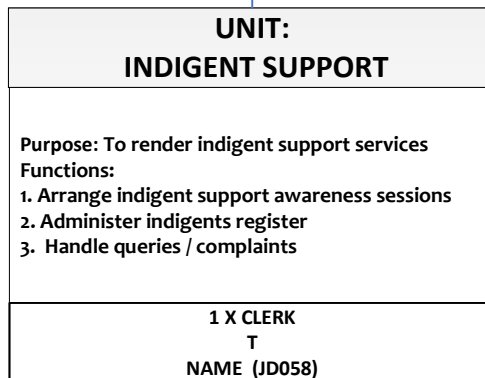 UNIT:
INDIGENT SUPPORT
Purpose: To render indigent support services
Functions:
1. Arrange indigent support awareness sessions
2. Administer indigents register
3. Handle queries / complaints
1 X CLERK
T
NAME (JD058)